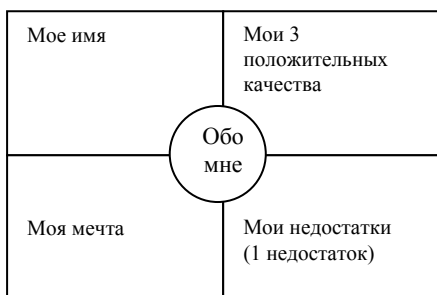 Мое имя
Мои 3
положительных
качества
Обо
мне
Моя мечта
Мои недостатки
(1 недостаток)